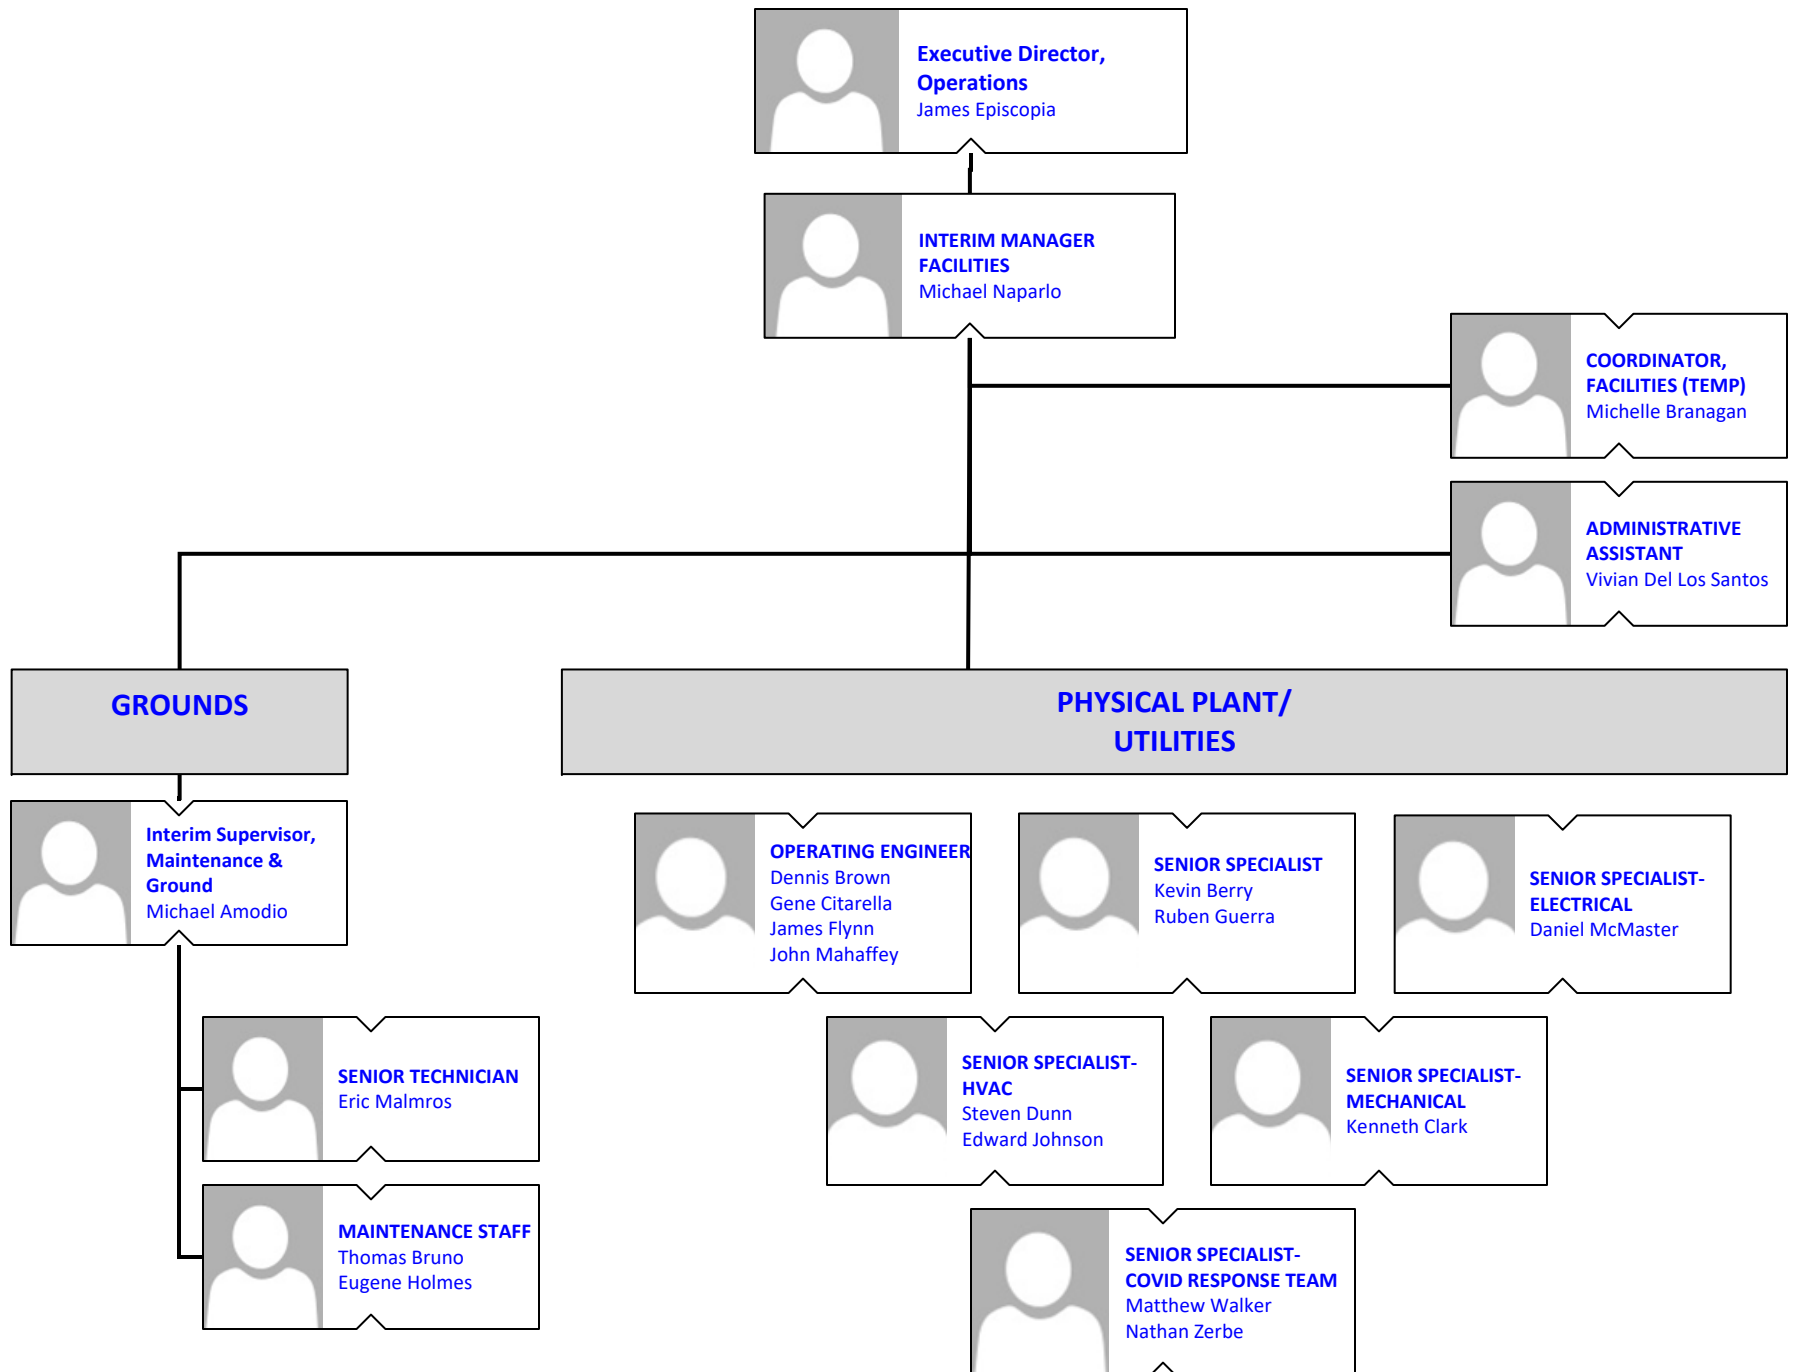 Executive Director,
Operations
James Episcopia
INTERIM MANAGER
FACILITIES
Michael Naparlo
COORDINATOR,
FACILITIES (TEMP)
Michelle Branagan
ADMINISTRATIVE
ASSISTANT
Vivian Del Los Santos
GROUNDS
PHYSICAL PLANT/
UTILITIES
Interim Supervisor,
Maintenance &
Ground
Michael Amodio
OPERATING ENGINEER
Dennis Brown
Gene Citarella
James Flynn
John Mahaffey
SENIOR SPECIALIST
Kevin Berry
Ruben Guerra
SENIOR SPECIALIST-
ELECTRICAL
Daniel McMaster
SENIOR TECHNICIAN
Eric Malmros
SENIOR SPECIALIST-
HVAC
Steven Dunn
Edward Johnson
SENIOR SPECIALIST-
MECHANICAL
Kenneth Clark
MAINTENANCE STAFF
Thomas Bruno
Eugene Holmes
SENIOR SPECIALIST-
COVID RESPONSE TEAM
Matthew Walker
Nathan Zerbe